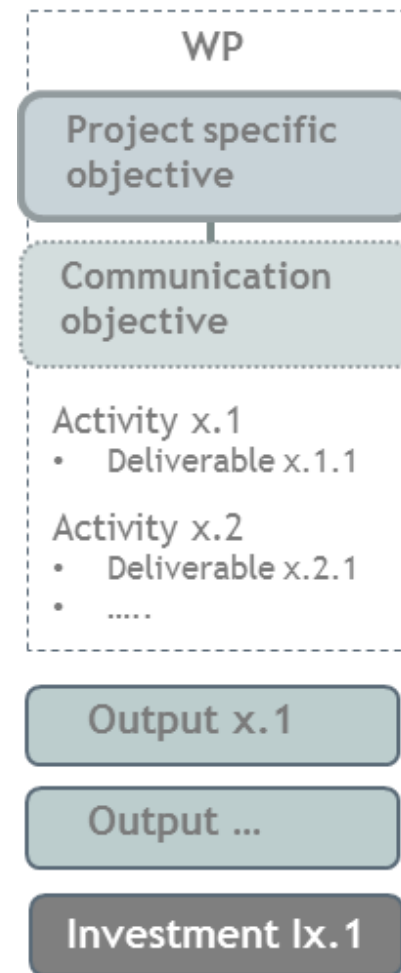 WP
Project specific
objective
Communication
objective
Activity x.1
• Deliverable x.1.1
Activity x.2
• Deliverable x.2.1
• .....
Output x.1
Output ...
Investment Ix.1